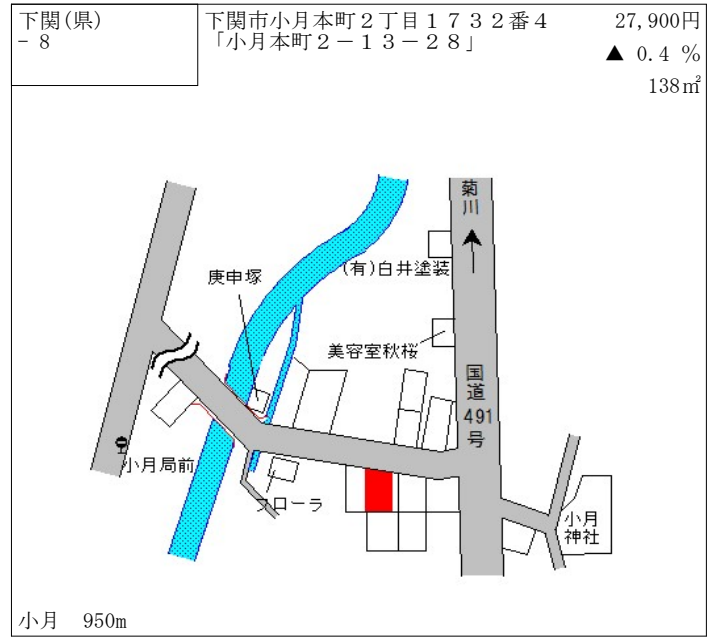 下関(県)
- 8
下関市小月本町２丁目１７３２番４
「小月本町２－１３－２８」
27,900円
▲ 0.4 %
138㎡
菊川
(有)白井塗装
庚申塚
美容室秋桜
国道491号
小月局前
フローラ
小月
神社
小月 950m